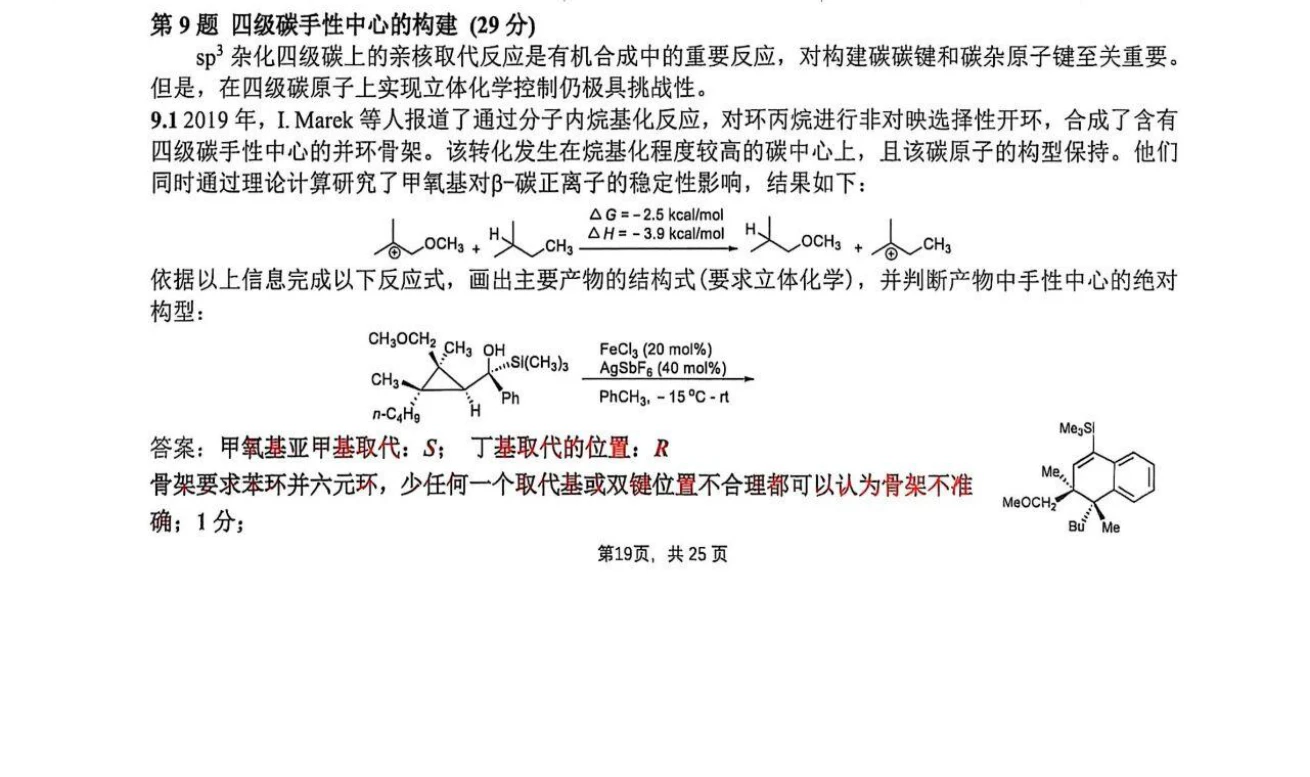 第 9 题 四级碳手性中心的构建 (29 分)
sp³ 杂化四级碳上的亲核取代反应是有机合成中的重要反应，对构建碳碳键和碳杂原子键至关重要。
但是，在四级碳原子上实现立体化学控制仍极具挑战性。
9.1 2019 年，I. Marek 等人报道了通过分子内烷基化反应，对环丙烷进行非对映选择性开环，合成了含有
四级碳手性中心的并环骨架。该转化发生在烷基化程度较高的碳中心上，且该碳原子的构型保持。他们
同时通过理论计算研究了甲氧基对β-碳正离子的稳定性影响，结果如下：
△G = - 2.5 kcal/mol
△H = - 3.9 kcal/mol
⊕ OCH₃ + H CH₃ H OCH₃ + ⊕ CH₃
依据以上信息完成以下反应式，画出主要产物的结构式(要求立体化学)，并判断产物中手性中心的绝对
构型：
CH₃OCH₂ CH₃ OH Si(CH₃)₃
CH₃ Ph
n-C₄H₉ H
FeCl₃ (20 mol%)
AgSbF₆ (40 mol%)
PhCH₃, - 15 ºC - rt
答案：甲氧基亚甲基取代：S； 丁基取代的位置：R
骨架要求苯环并六元环，少任何一个取代基或双键位置不合理都可以认为骨架不准
确；1 分；
Me₃Si
Me
MeOCH₂
Bu Me
第19页，共 25 页